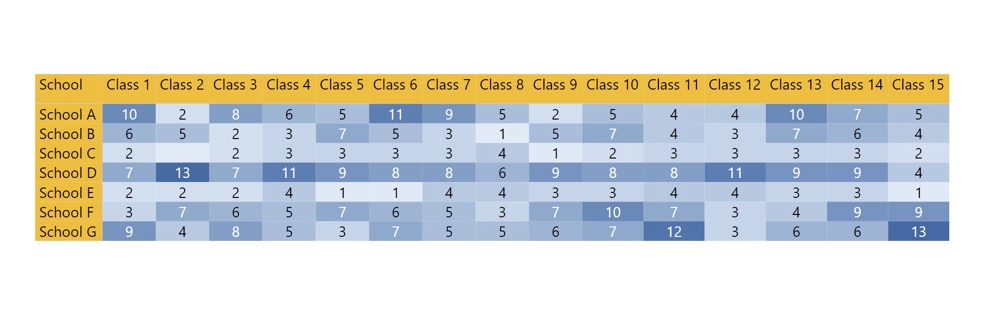 School Class 1 Class 2 Class 3 Class 4 Class 5 Class 6 Class 7 Class 8 Class 9 Class 10 Class 11 Class 12 Class 13 Class 14 Class 15
School A 10 2 8 6 5 11 9 5 2 5 4 4 10 7 5
School B 6 5 2 3 7 5 3 1 5 7 4 3 7 6 4
School C 2 2 3 3 3 3 4 1 2 3 3 3 3 2
School D 7 13 7 11 9 8 8 6 9 8 8 11 9 9 4
School E 2 2 2 4 1 1 4 4 3 3 4 4 3 3 1
School F 3 7 6 5 7 6 5 3 7 10 7 3 4 9 9
School G 9 4 8 5 3 7 5 5 6 7 12 3 6 6 13